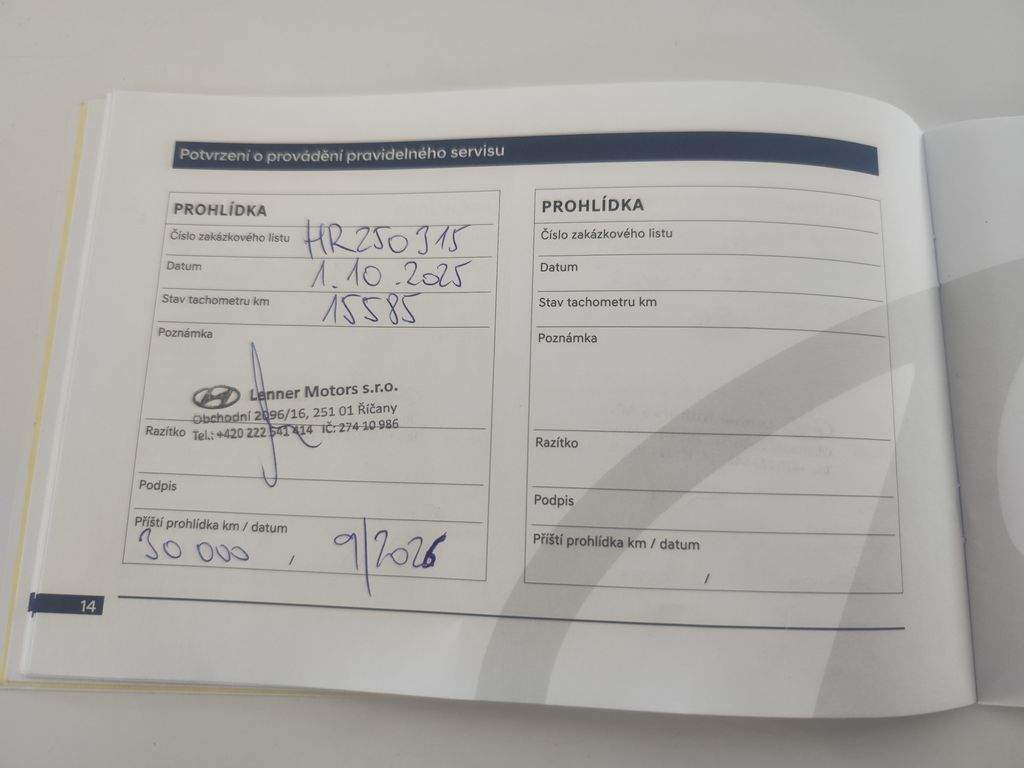 Potvrzení o provádění pravidelného servisu
PROHLÍDKA
Číslo zakázkového listu HR250315
Datum 1.10.2025
Stav tachometru km 15585
Poznámka
Lenner Motors s.r.o.
Obchodní 2096/16, 251 01 Říčany
Razítko Tel.: +420 222 541 414 IČ: 274 10 986
Podpis
Příští prohlídka km / datum
30 000 / 9/2026
PROHLÍDKA
Číslo zakázkového listu
Datum
Stav tachometru km
Poznámka
Razítko
Podpis
Příští prohlídka km / datum
/
14